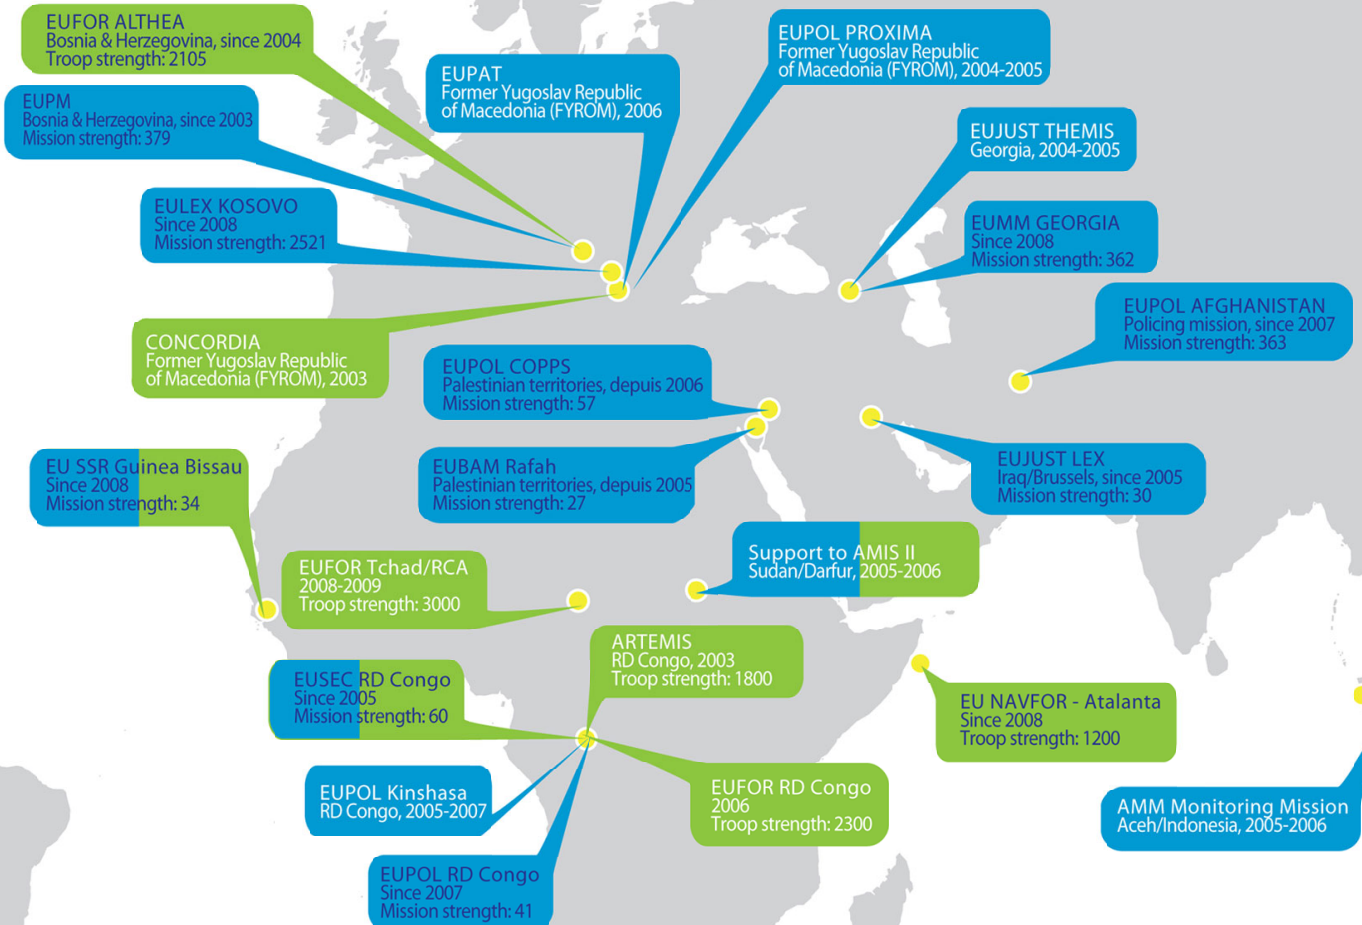 EUFOR ALTHEA
Bosnia & Herzegovina, since 2004
Troop strength: 2105
EUPM
Bosnia & Herzegovina, since 2003
Mission strength: 379
EULEX KOSOVO
Since 2008
Mission strength: 2521
EUPAT
Former Yugoslav Republic
of Macedonia (FYROM), 2006
EUPOL PROXIMA
Former Yugoslav Republic
of Macedonia (FYROM), 2004-2005
EUJUST THEMIS
Georgia, 2004-2005
EUMM GEORGIA
Since 2008
Mission strength: 362
EUPOL AFGHANISTAN
Policing mission, since 2007
Mission strength: 363
CONCORDIA
Former Yugoslav Republic
of Macedonia (FYROM), 2003
EUPOL COPPS
Palestinian territories, depuis 2006
Mission strength: 57
EUBAM Rafah
Palestinian territories, depuis 2005
Mission strength: 27
EUJUST LEX
Iraq/Brussels, since 2005
Mission strength: 30
EU SSR Guinea Bissau
Since 2008
Mission strength: 34
EUFOR Tchad/RCA
2008-2009
Troop strength: 3000
Support to AMIS II
Sudan/Darfur, 2005-2006
ARTEMIS
RD Congo, 2003
Troop strength: 1800
EUSEC RD Congo
Since 2005
Mission strength: 60
EU NAVFOR - Atalanta
Since 2008
Troop strength: 1200
EUPOL Kinshasa
RD Congo, 2005-2007
EUFOR RD Congo
2006
Troop strength: 2300
AMM Monitoring Mission
Aceh/Indonesia, 2005-2006
EUPOL RD Congo
Since 2007
Mission strength: 41